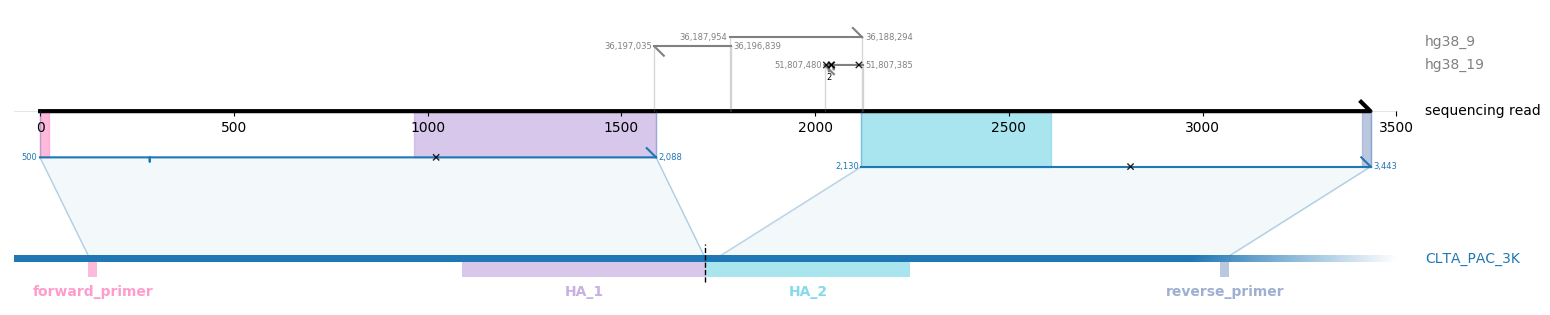 36,187,954 36,188,294 hg38_9
36,197,035 36,196,839
51,807,480 51,807,385 hg38_19
2
sequencing read
0 500 1000 1500 2000 2500 3000 3500
500 2,088
2,130 3,443
CLTA_PAC_3K
forward_primer HA_1 HA_2 reverse_primer